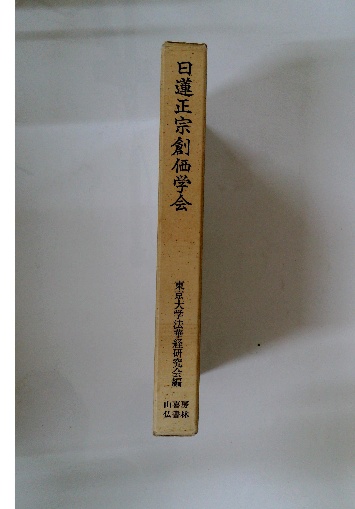 日蓮正宗創価学会
東京大学法華経研究会編
山喜房
仏書林